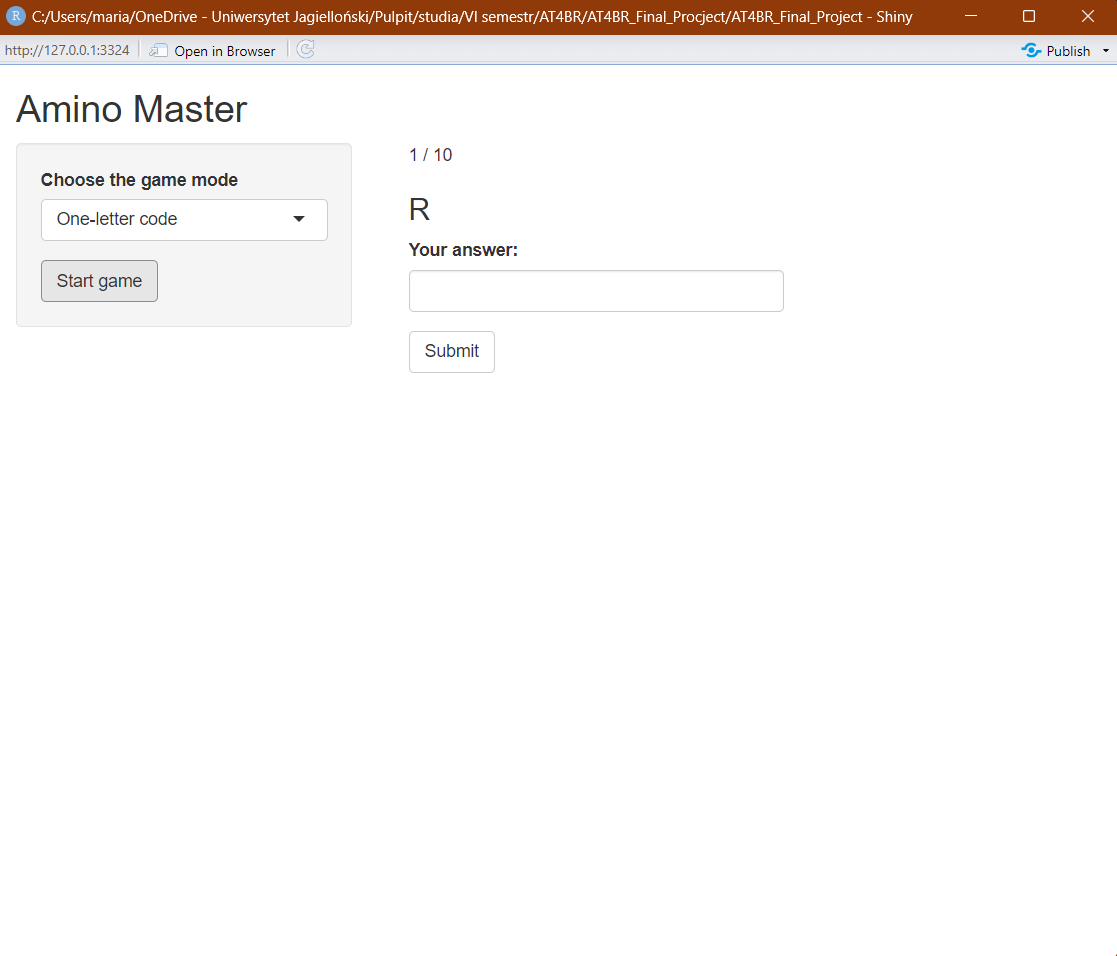 C:/Users/maria/OneDrive - Uniwersytet Jagielloński/Pulpit/studia/VI semestr/AT4BR/AT4BR_Final_Procject/AT4BR_Final_Project - Shiny
http://127.0.0.1:3324 Open in Browser Publish
Amino Master
Choose the game mode
One-letter code
Start game
1 / 10
R
Your answer:
Submit